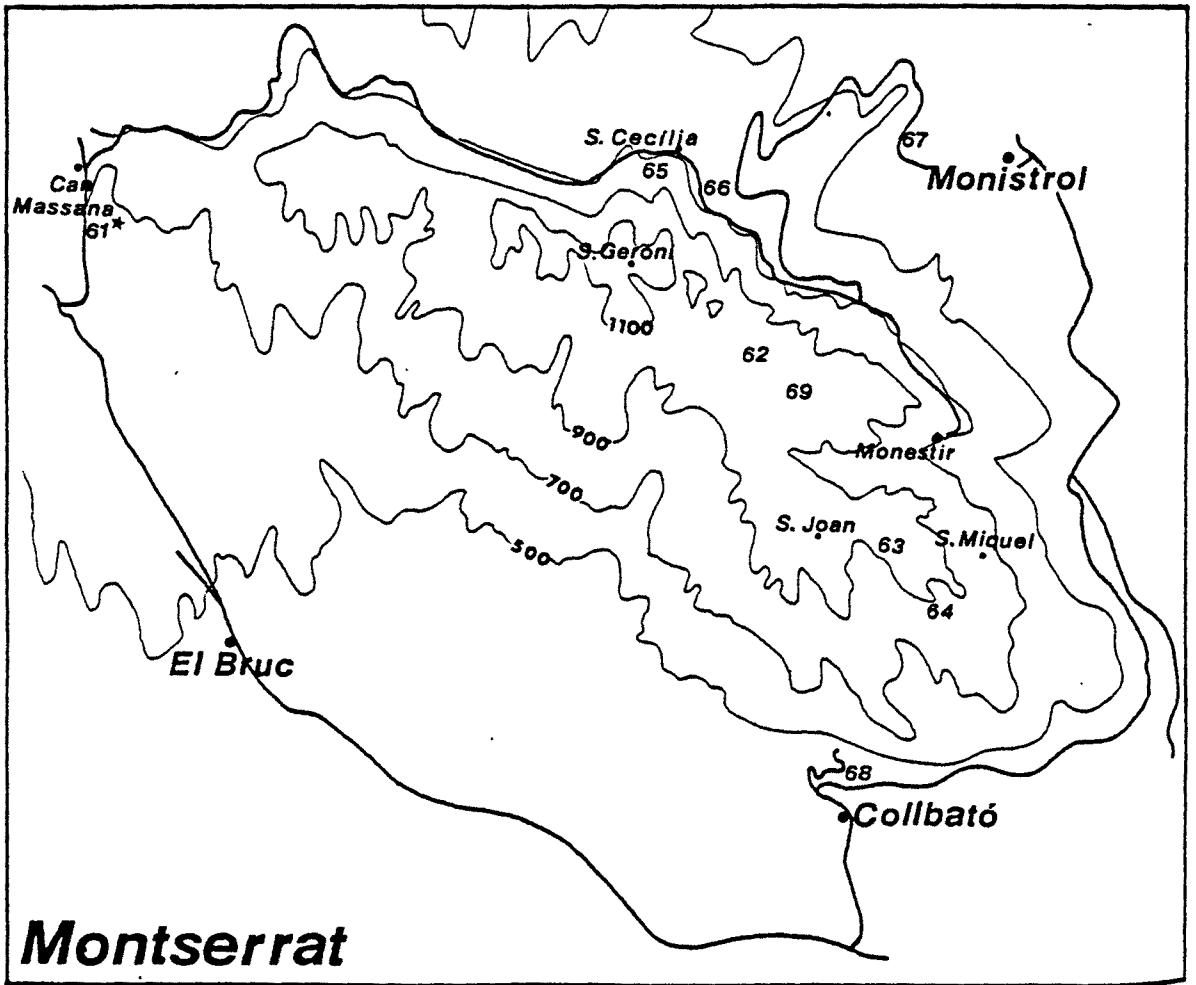 S. Cecília
65
66
67
Monistrol
Can
Massana
61*
S. Geroni
1100
62
69
900
Monestir
700
S. Joan
63
S. Miquel
500
64
El Bruc
68
Collbató
Montserrat